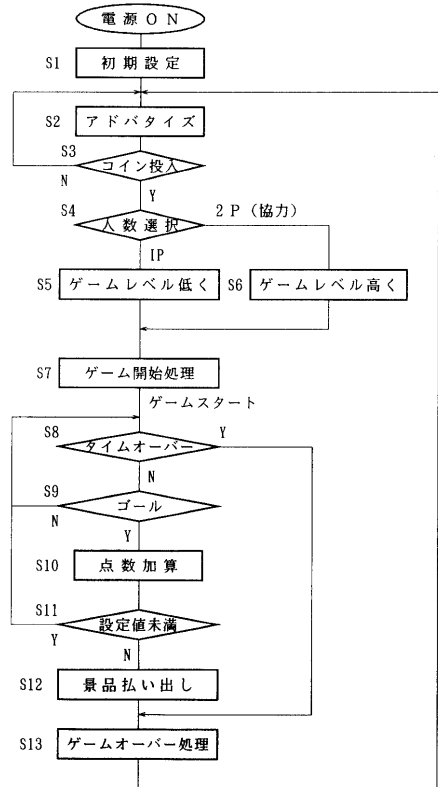 電源ON
S1 初期設定
S2 アドバタイズ
S3 コイン投入
N
Y
S4 人数選択 2P(協力)
IP
S5 ゲームレベル低く S6 ゲームレベル高く
S7 ゲーム開始処理
ゲームスタート
S8 タイムオーバー Y
N
S9 ゴール
N
Y
S10 点数加算
S11 設定値未満
Y
N
S12 景品払い出し
S13 ゲームオーバー処理